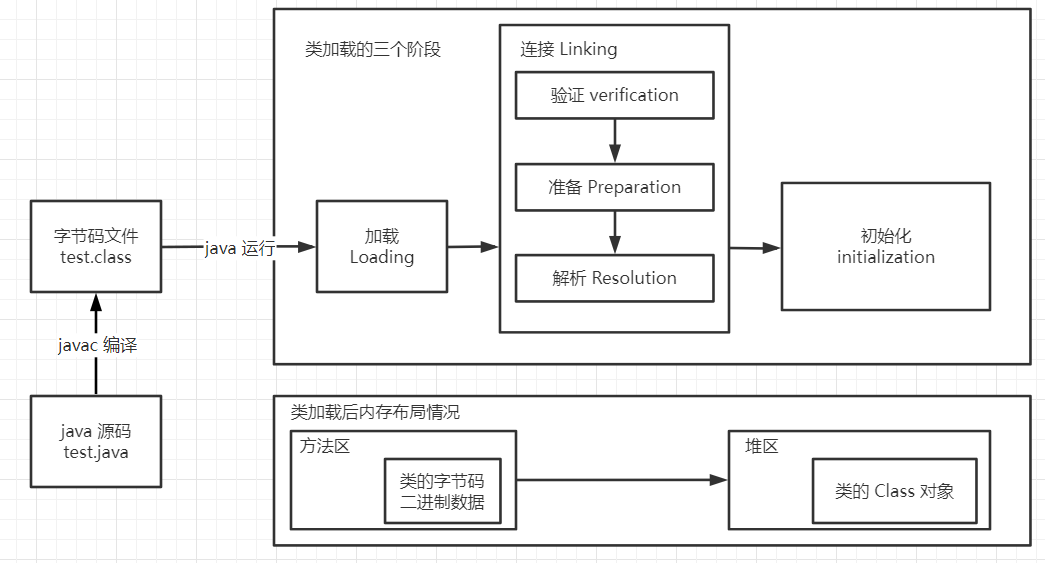 类加载的三个阶段
连接 Linking
验证 verification
准备 Preparation
解析 Resolution
字节码文件
test.class
java 运行
加载
Loading
初始化
initialization
javac 编译
java 源码
test.java
类加载后内存布局情况
方法区
类的字节码
二进制数据
堆区
类的 Class 对象